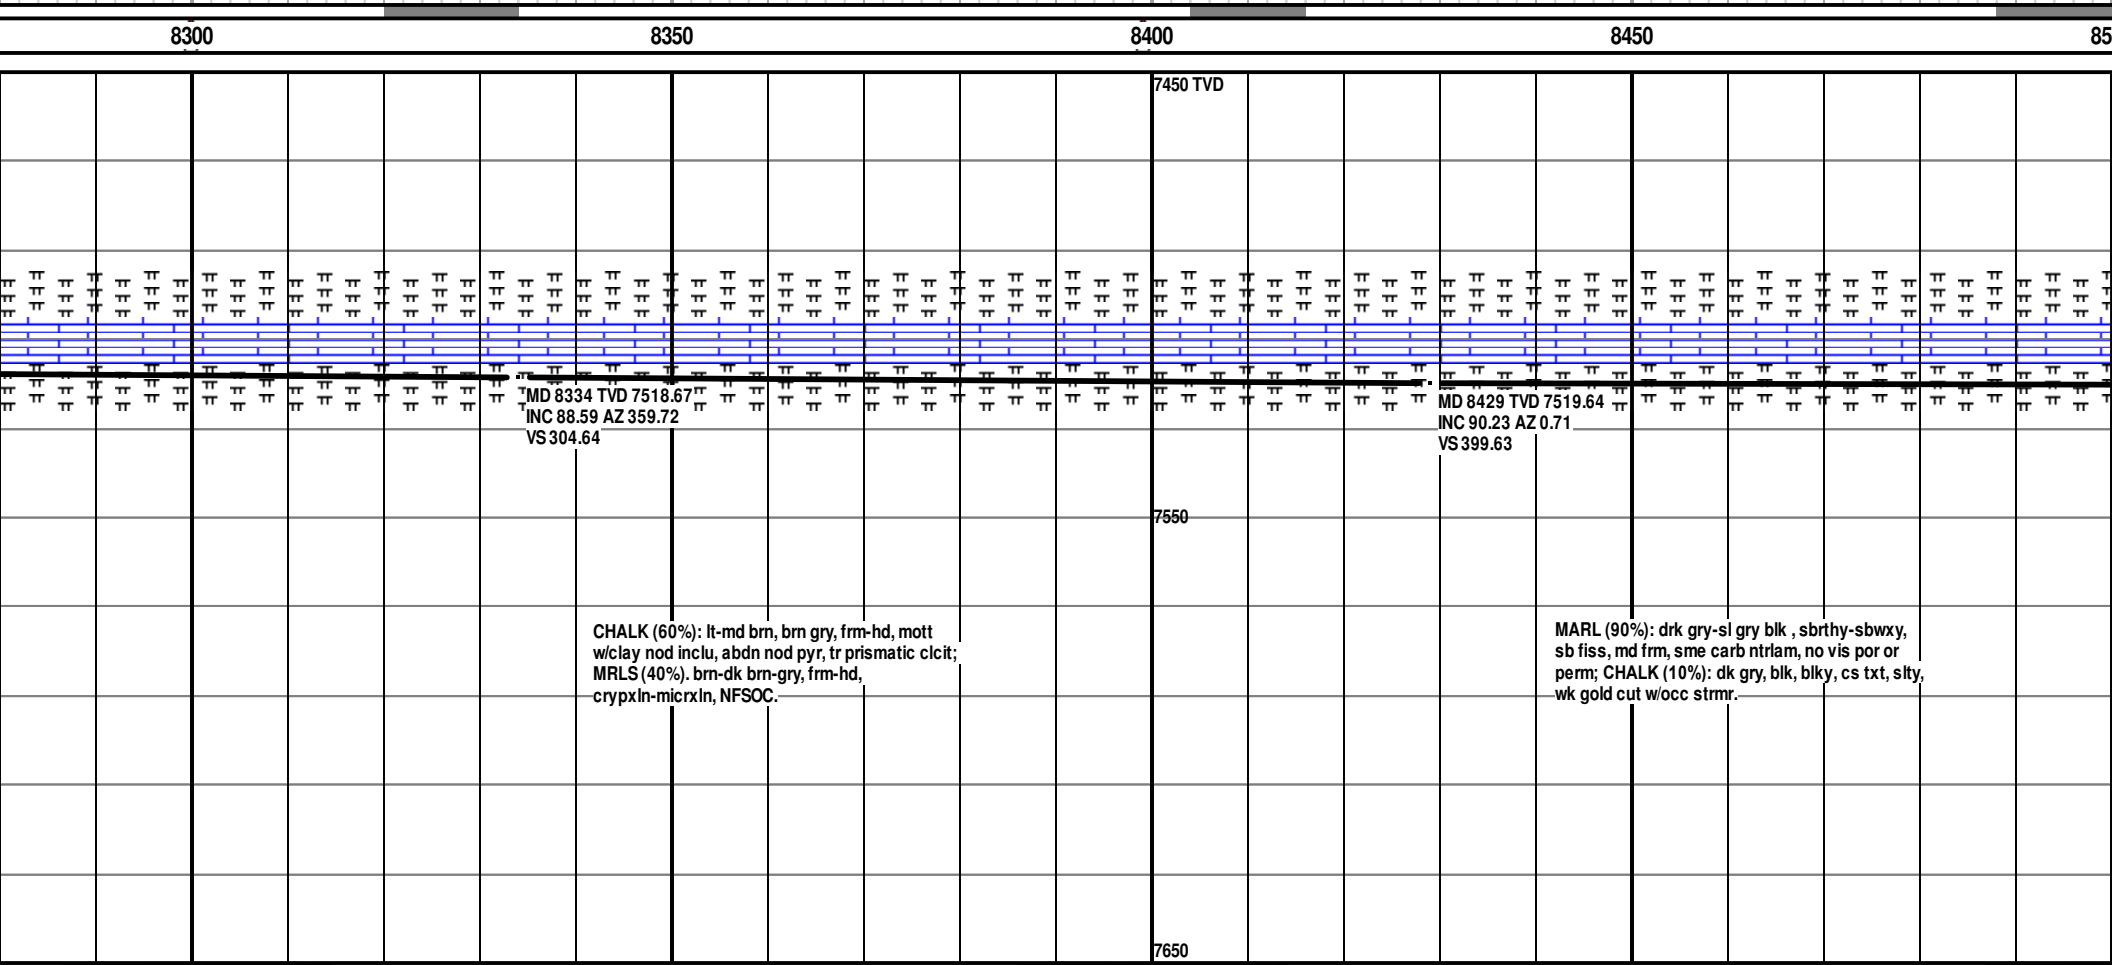 8300 8350 8400 8450 85
7450 TVD
MD 8334 TVD 7518.67
INC 88.59 AZ 359.72
VS 304.64
MD 8429 TVD 7519.64
INC 90.23 AZ 0.71
VS 399.63
7550
CHALK (60%): lt-md brn, brn gry, frm-hd, mott
w/clay nod inclu, abdn nod pyr, tr prismatic clcit;
MRLS (40%). brn-dk brn-gry, frm-hd,
crypxln-micrxln, NFSOC.
MARL (90%): drk gry-sl gry blk , sbrthy-sbwxy,
sb fiss, md frm, sme carb ntrlam, no vis por or
perm; CHALK (10%): dk gry, blk, blky, cs txt, slty,
wk gold cut w/occ strmr.
7650